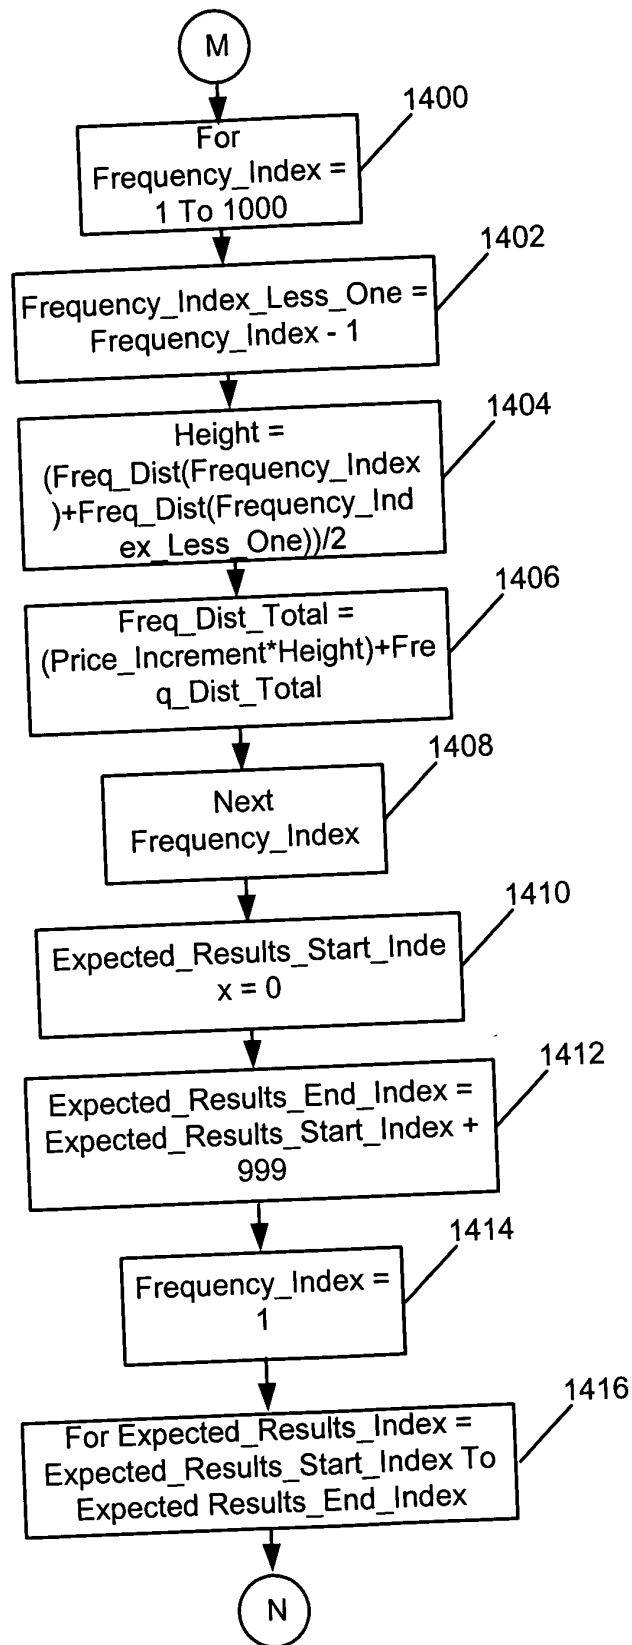 M
1400
For
Frequency_Index =
1 To 1000
1402
Frequency_Index_Less_One =
Frequency_Index - 1
1404
Height =
(Freq_Dist(Frequency_Index
)+Freq_Dist(Frequency_Ind
ex_Less_One))/2
1406
Freq_Dist_Total =
(Price_Increment*Height)+Fre
q_Dist_Total
1408
Next
Frequency_Index
1410
Expected_Results_Start_Inde
x = 0
1412
Expected_Results_End_Index =
Expected_Results_Start_Index +
999
1414
Frequency_Index =
1
1416
For Expected_Results_Index =
Expected_Results_Start_Index To
Expected Results_End_Index
N